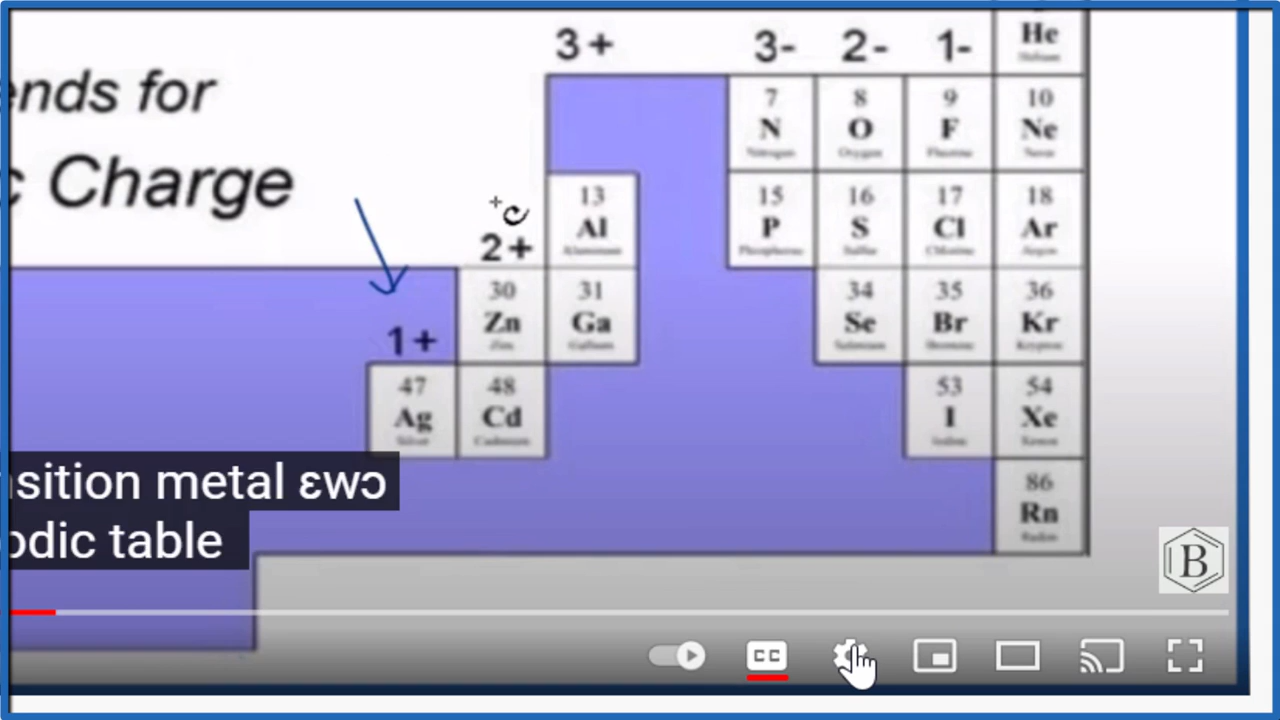 3+ 3- 2- 1- He
ends for
7 8 9 10
N O F Ne
c Charge
13 15 16 17 18
Al P S Cl Ar
2+
30 31 34 35 36
Zn Ga Se Br Kr
1+
47 48 53 54
Ag Cd I Xe
nsition metal ɛwɔ
86
Rn
odic table
B
CC